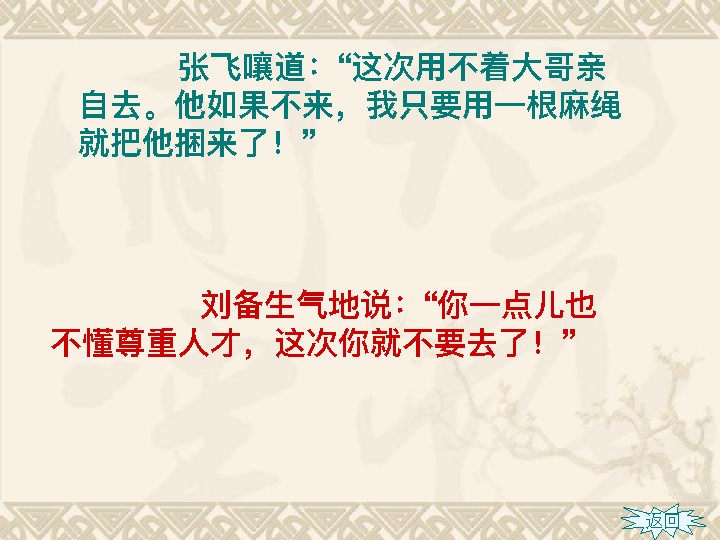 张飞嚷道：“这次用不着大哥亲
自去。他如果不来，我只要用一根麻绳
就把他捆来了！”
刘备生气地说：“你一点儿也
不懂尊重人才，这次你就不要去了！”
返回